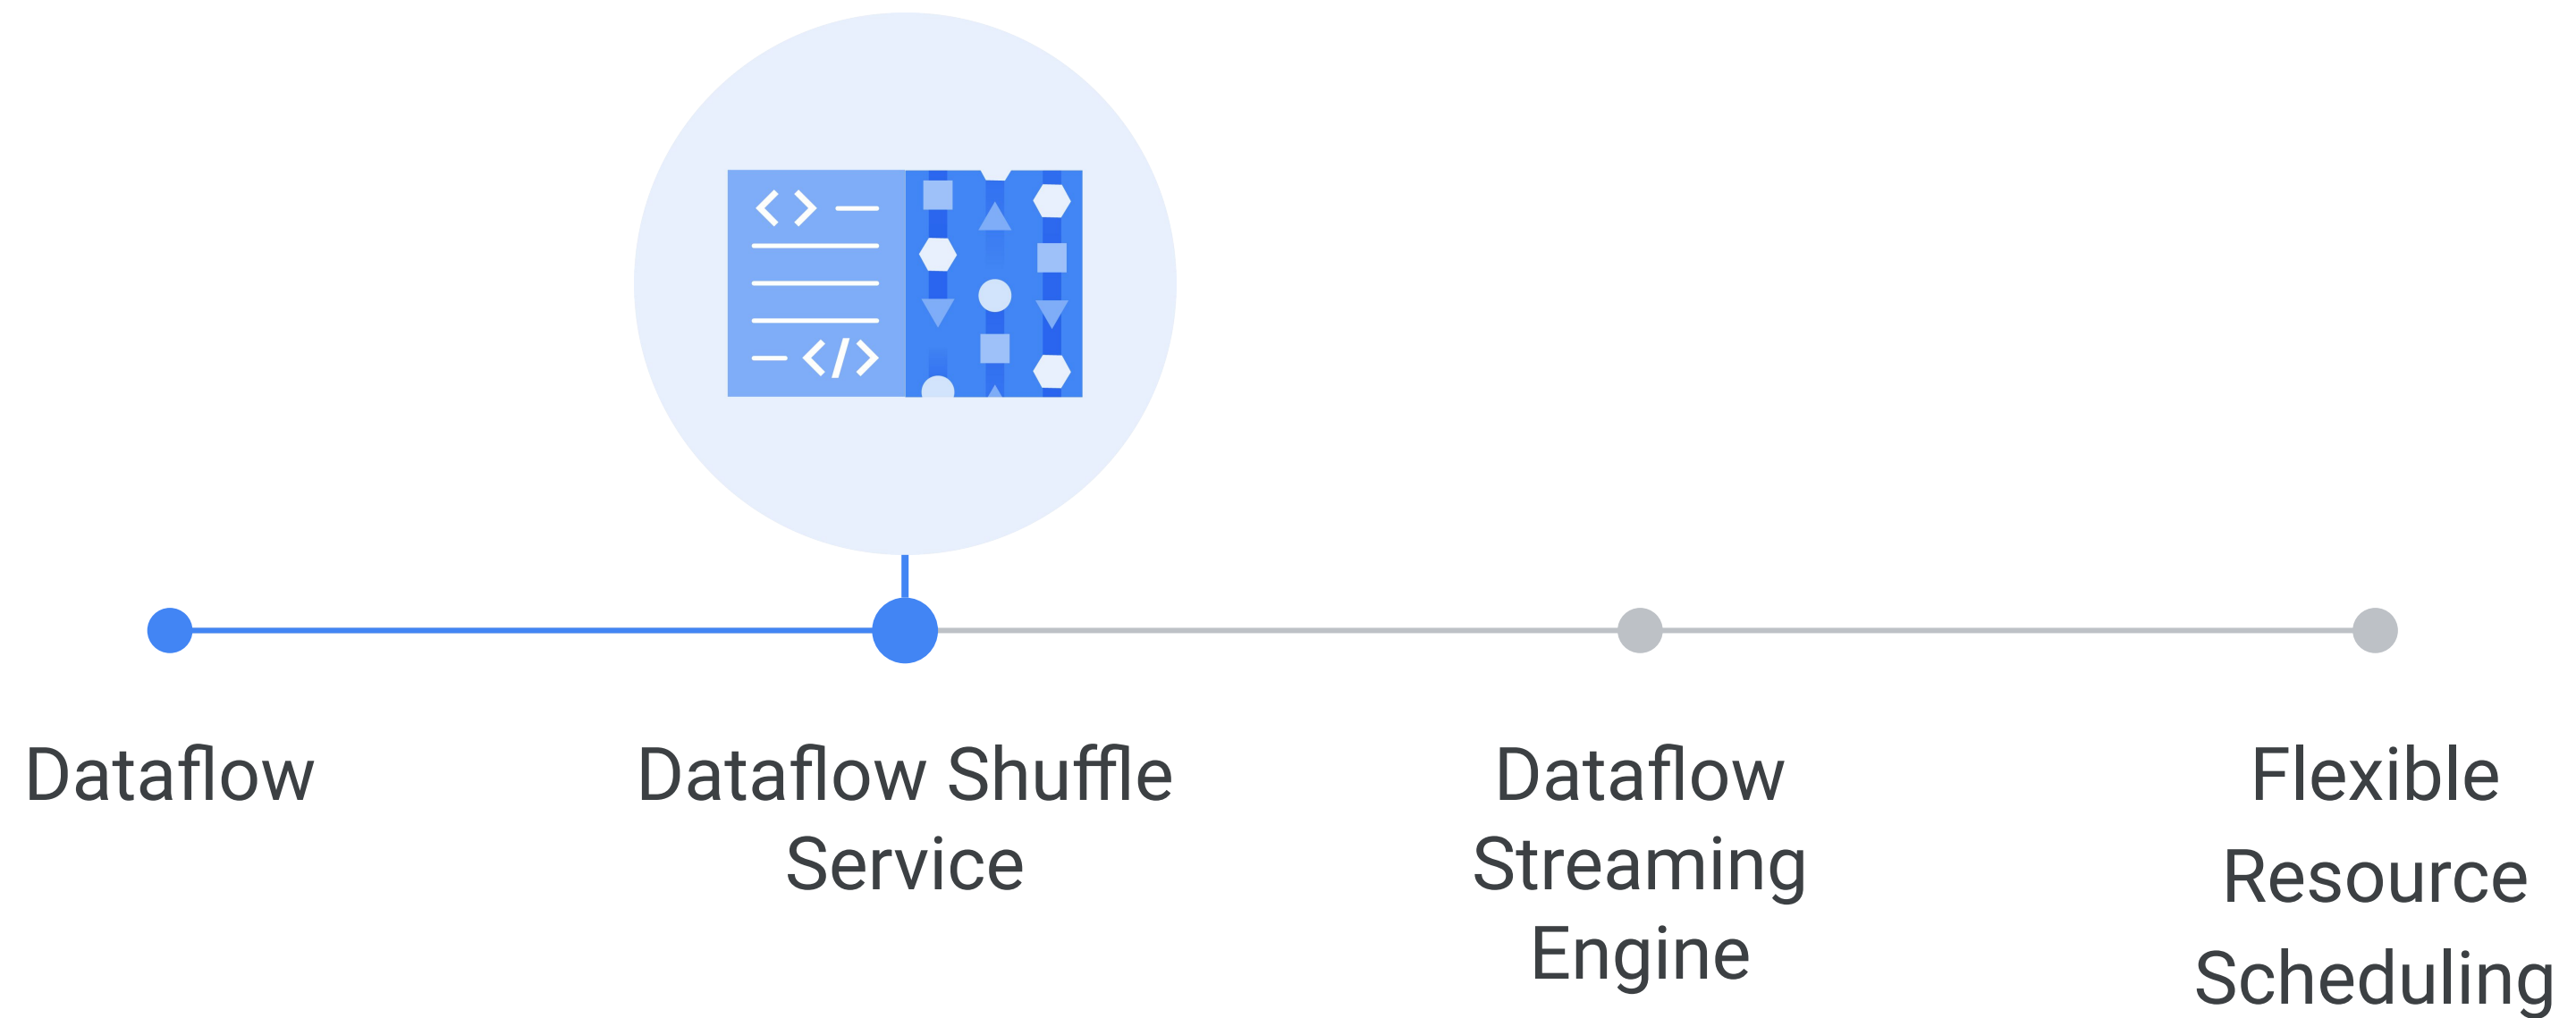 Dataflow
Dataflow Shuffle
Service
Dataflow
Streaming
Engine
Flexible
Resource
Scheduling